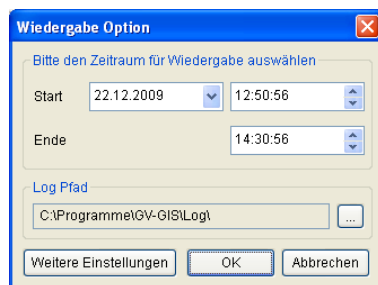 Wiedergabe Option
Bitte den Zeitraum für Wiedergabe auswählen
Start 22.12.2009 12:50:56
Ende 14:30:56
Log Pfad
C:\Programme\GV-GIS\Log\ ...
Weitere Einstellungen OK Abbrechen